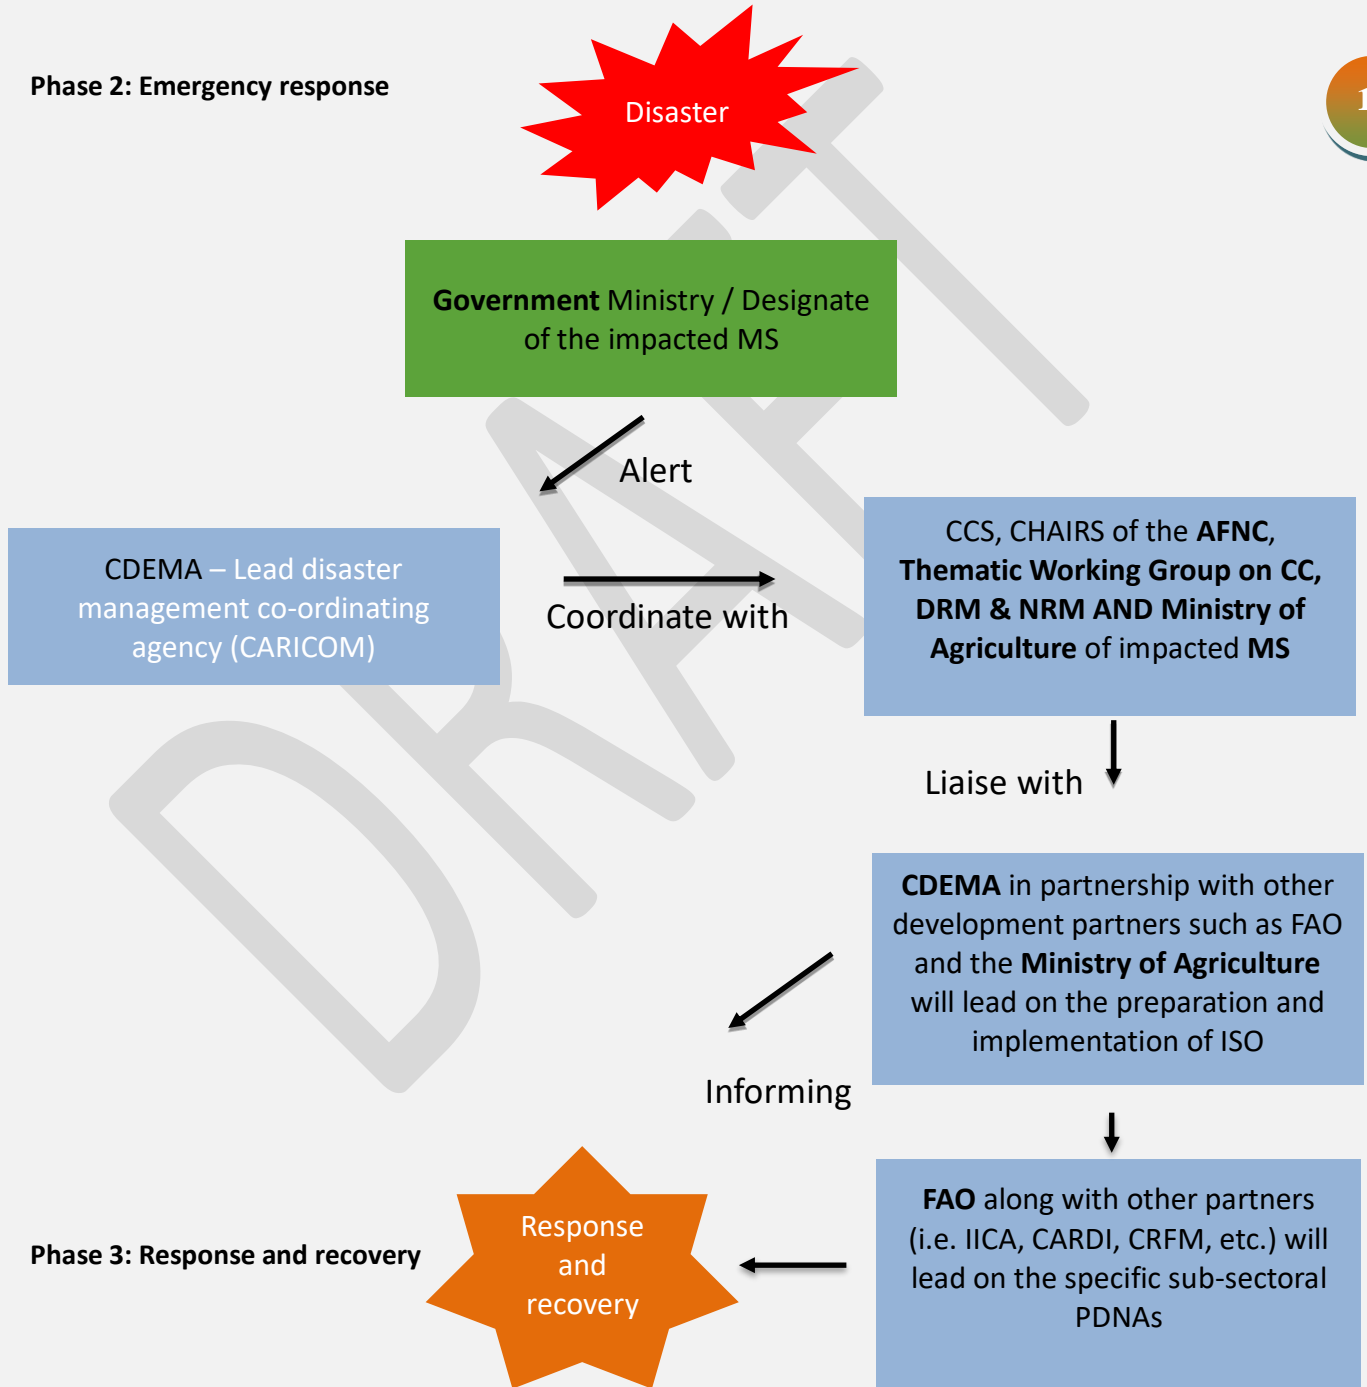 Phase 2: Emergency response
Disaster
1
Government Ministry / Designate
of the impacted MS
Alert
CDEMA – Lead disaster
management co-ordinating
agency (CARICOM)
Coordinate with
CCS, CHAIRS of the AFNC,
Thematic Working Group on CC,
DRM & NRM AND Ministry of
Agriculture of impacted MS
Liaise with
CDEMA in partnership with other
development partners such as FAO
and the Ministry of Agriculture
will lead on the preparation and
implementation of ISO
Informing
FAO along with other partners
(i.e. IICA, CARDI, CRFM, etc.) will
lead on the specific sub-sectoral
PDNAs
Phase 3: Response and recovery
Response
and
recovery
DRAFT